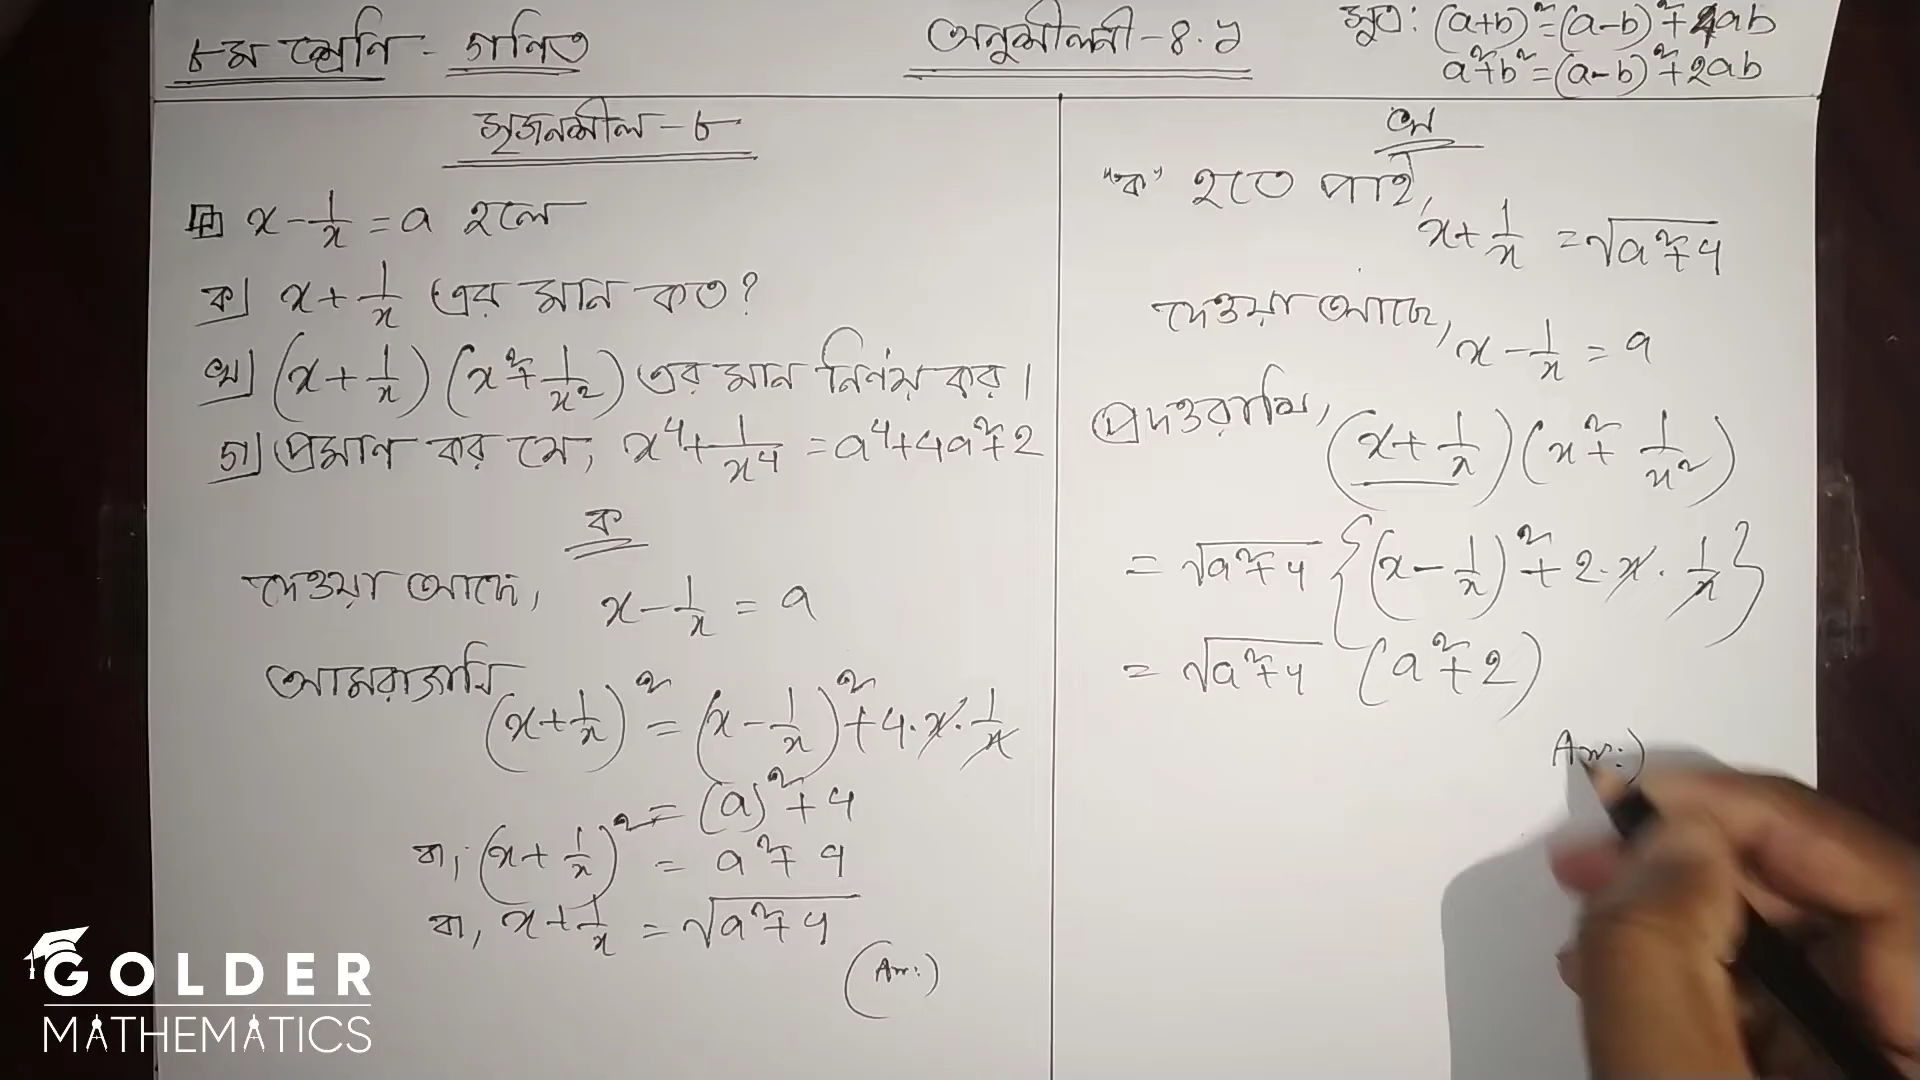 ৮ম শ্রেণি - গনিত
অনুশীলনী-৪.১
সুত্র: (a+b)²=(a-b)²+4ab
a²+b²=(a-b)²+2ab
সৃজনশীল-৮
x-1/x=a হলে
ক) x+1/x এর মান কত?
খ) (x+1/x)(x²+1/x²) এর মান নির্ণয় কর।
গ) প্রমান কর যে, x⁴+1/x⁴=a⁴+4a²+2
ক
দেওয়া আছে, x-1/x=a
আমরা জানি
(x+1/x)²=(x-1/x)²+4.x.1/x
=(a)²+4
বা, (x+1/x)²=a²+4
বা, x+1/x=√(a²+4)
(Ans:)
খ
"ক" হতে পাই,
x+1/x=√(a²+4)
দেওয়া আছে, x-1/x=a
প্রদত্ত রাশি, (x+1/x)(x²+1/x²)
=√(a²+4){(x-1/x)²+2.x.1/x}
=√(a²+4)(a²+2)
Ans:)
GOLDER
MATHEMATICS